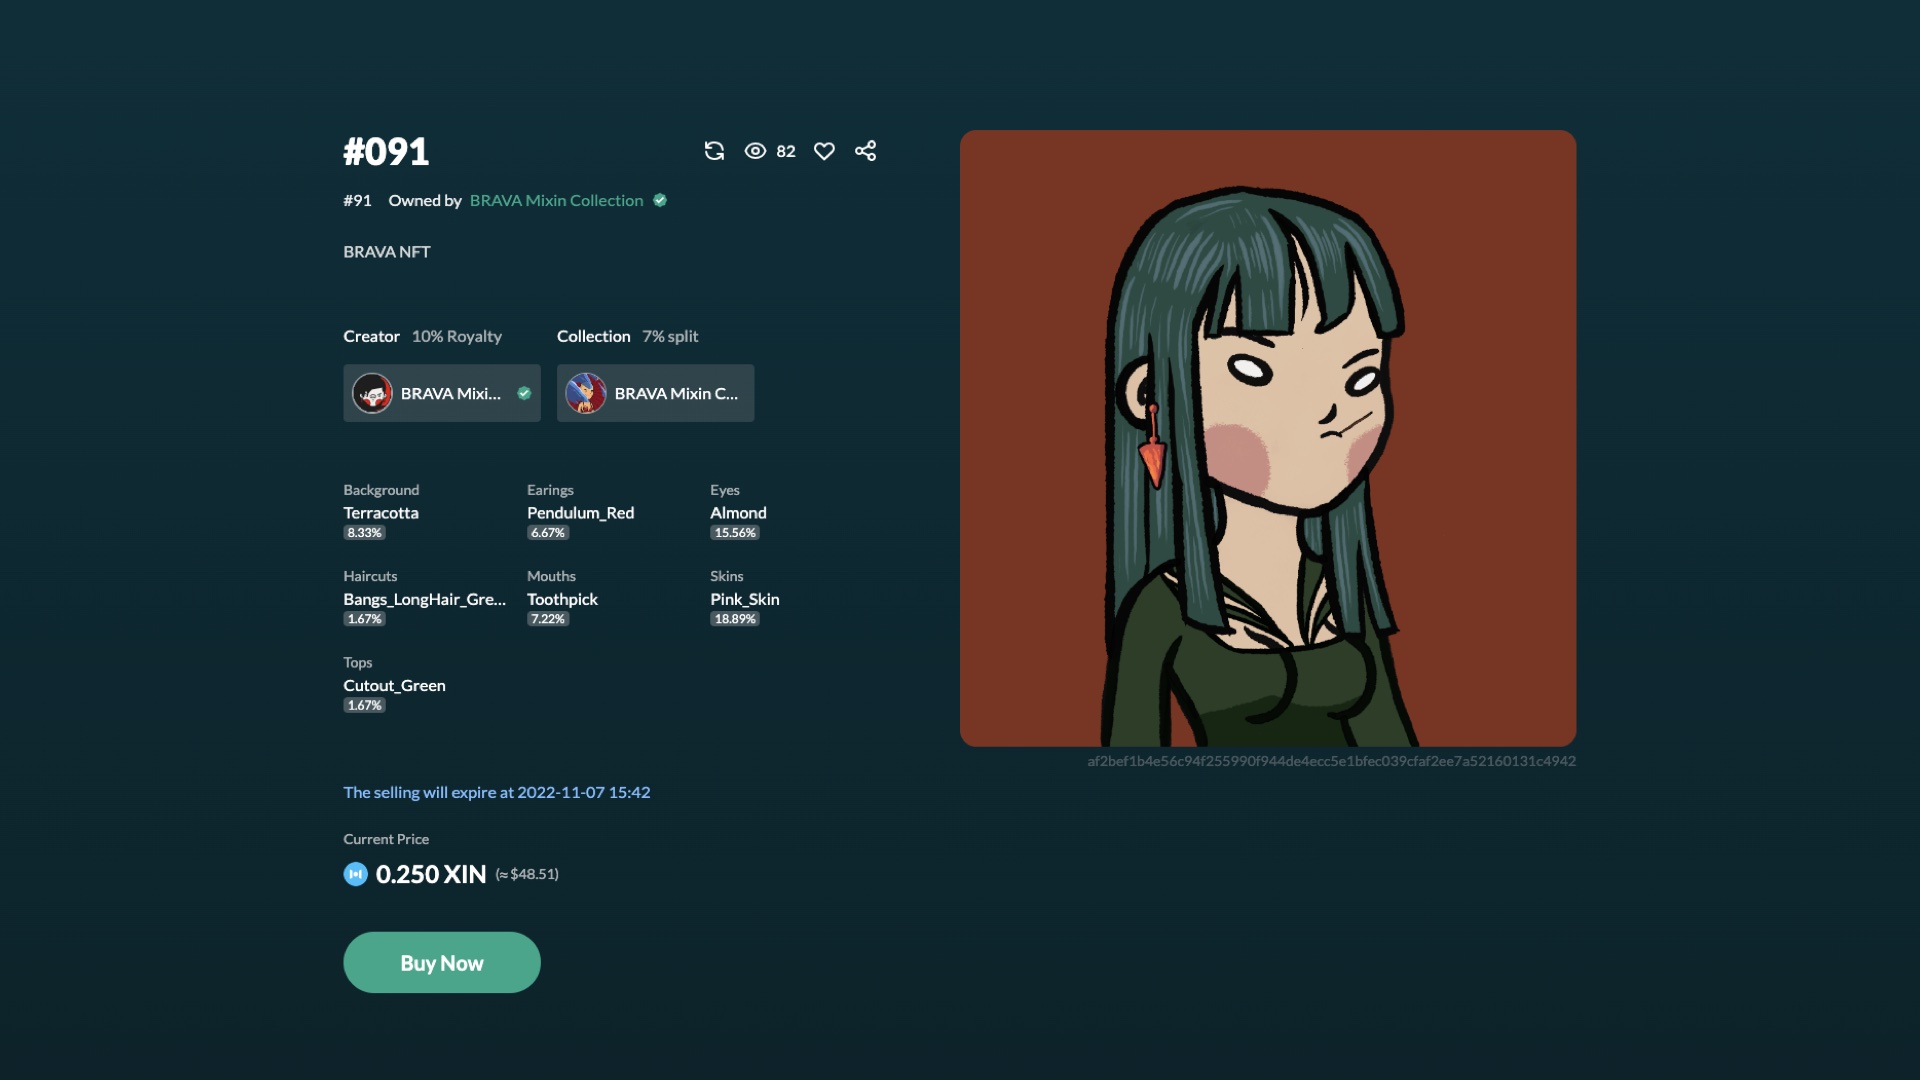 #091
82
#91 Owned by BRAVA Mixin Collection
BRAVA NFT
Creator 10% Royalty
Collection 7% split
BRAVA Mixi...
BRAVA Mixin C...
Background
Terracotta
8.33%
Earings
Pendulum_Red
6.67%
Eyes
Almond
15.56%
Haircuts
Bangs_LongHair_Gre...
1.67%
Mouths
Toothpick
7.22%
Skins
Pink_Skin
18.89%
Tops
Cutout_Green
1.67%
The selling will expire at 2022-11-07 15:42
Current Price
0.250 XIN (≈$48.51)
Buy Now
af2bef1b4e56c94f255990f944de4ecc5e1bfec039cfaf2ee7a52160131c4942